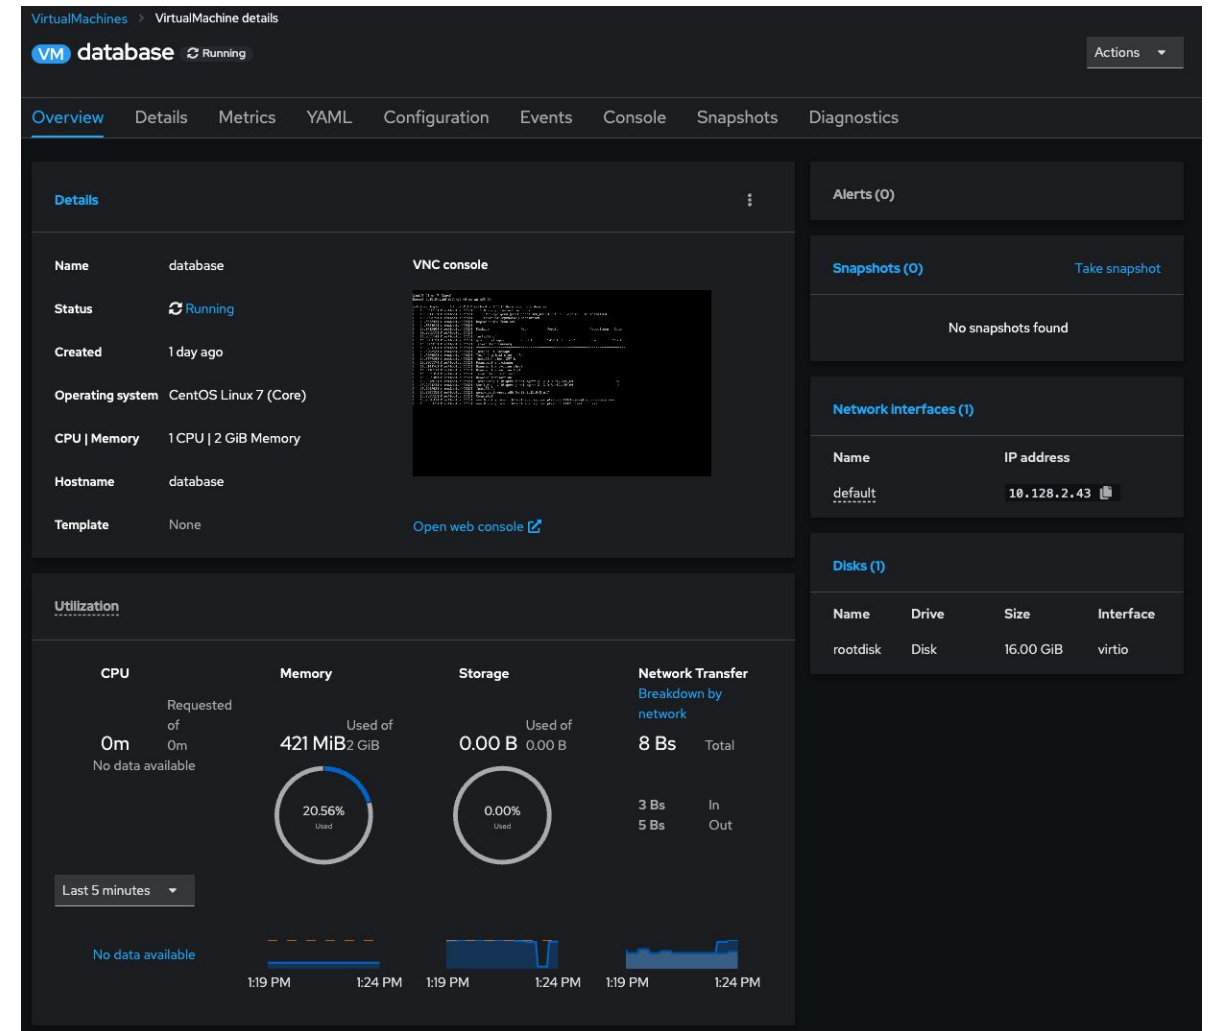 VirtualMachines > VirtualMachine details
VM database Running
Actions
Overview Details Metrics YAML Configuration Events Console Snapshots Diagnostics
Details
Name database
Status Running
Created 1 day ago
Operating system CentOS Linux 7 (Core)
CPU | Memory 1 CPU | 2 GiB Memory
Hostname database
Template None
VNC console
Open web console
Alerts (0)
Snapshots (0) Take snapshot
No snapshots found
Network interfaces (1)
Name IP address
default 10.128.2.43
Disks (1)
Name Drive Size Interface
rootdisk Disk 16.00 GiB virtio
Utilization
CPU
0m
Requested
of
0m
No data available
Memory
421 MiB
Used of
2 GiB
20.56%
Used
Storage
0.00 B
Used of
0.00 B
0.00%
Used
Network Transfer
Breakdown by
network
8 Bs Total
3 Bs In
5 Bs Out
Last 5 minutes
No data available
1:19 PM 1:24 PM 1:19 PM 1:24 PM 1:19 PM 1:24 PM